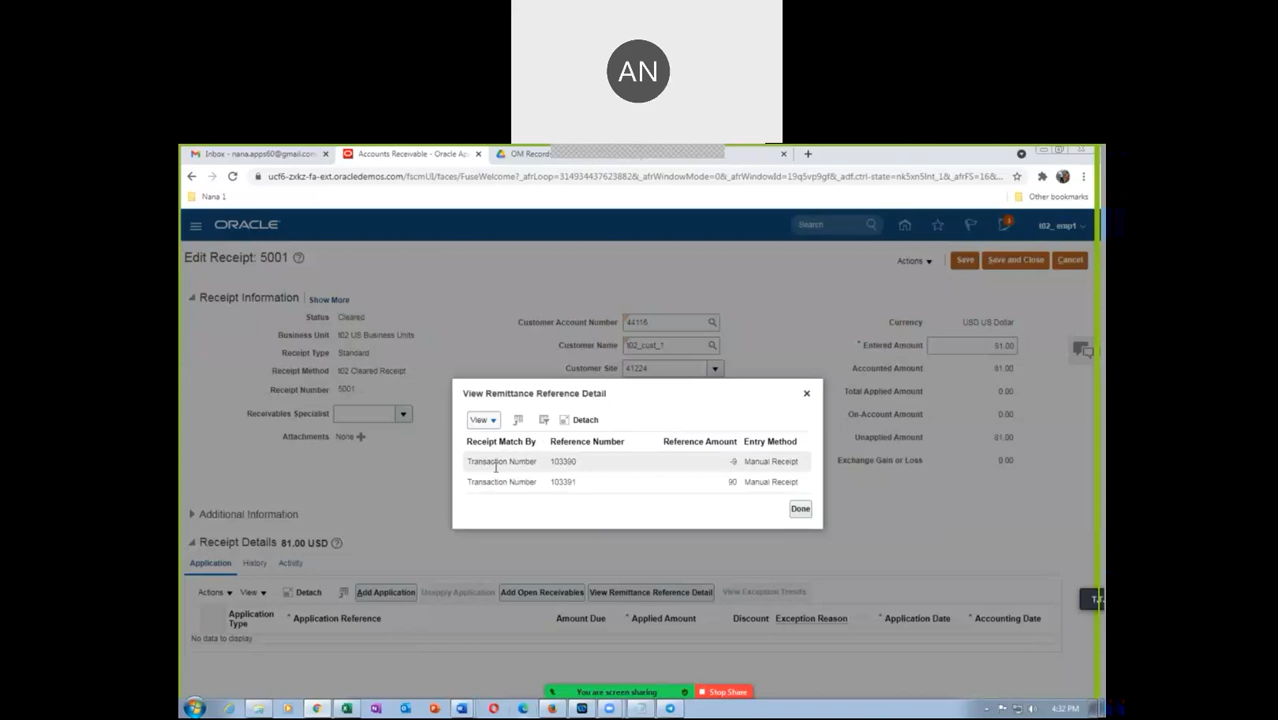 AN
Inbox - nana.apps60@gmail.com
Accounts Receivable - Oracle Ap
OM Record
ucf6-zxkz-fa-ext.oracledemos.com/fscmUI/faces/FuseWelcome?_afrLoop=314934437623882&_afrWindowMode=0&_afrWindowId=19q5vp9gf&_adf.ctrl-state=nk5xn5lnt_1&_afrFS=16&
Nana 1
Other bookmarks
ORACLE
Search
t02_ emp1
Edit Receipt: 5001
Actions
Save
Save and Close
Cancel
Receipt Information
Show More
Status Cleared
Business Unit t02 US Business Units
Receipt Type Standard
Receipt Method t02 Cleared Receipt
Receipt Number 5001
Receivables Specialist
Attachments None
Customer Account Number 44116
Customer Name t02_cust_1
Customer Site 41224
Currency USD US Dollar
* Entered Amount 81.00
Accounted Amount 81.00
Total Applied Amount 0.00
On-Account Amount 0.00
Unapplied Amount 81.00
Exchange Gain or Loss 0.00
View Remittance Reference Detail
View
Detach
Receipt Match By Reference Number Reference Amount Entry Method
Transaction Number 103390 -9 Manual Receipt
Transaction Number 103391 90 Manual Receipt
Done
Additional Information
Receipt Details 81.00 USD
Application History Activity
Actions View Detach Add Application Unapply Application Add Open Receivables View Remittance Reference Detail View Exception Trends
Application Type * Application Reference Amount Due * Applied Amount Discount Exception Reason * Application Date * Accounting Date
No data to display
You are screen sharing
Stop Share
4:32 PM